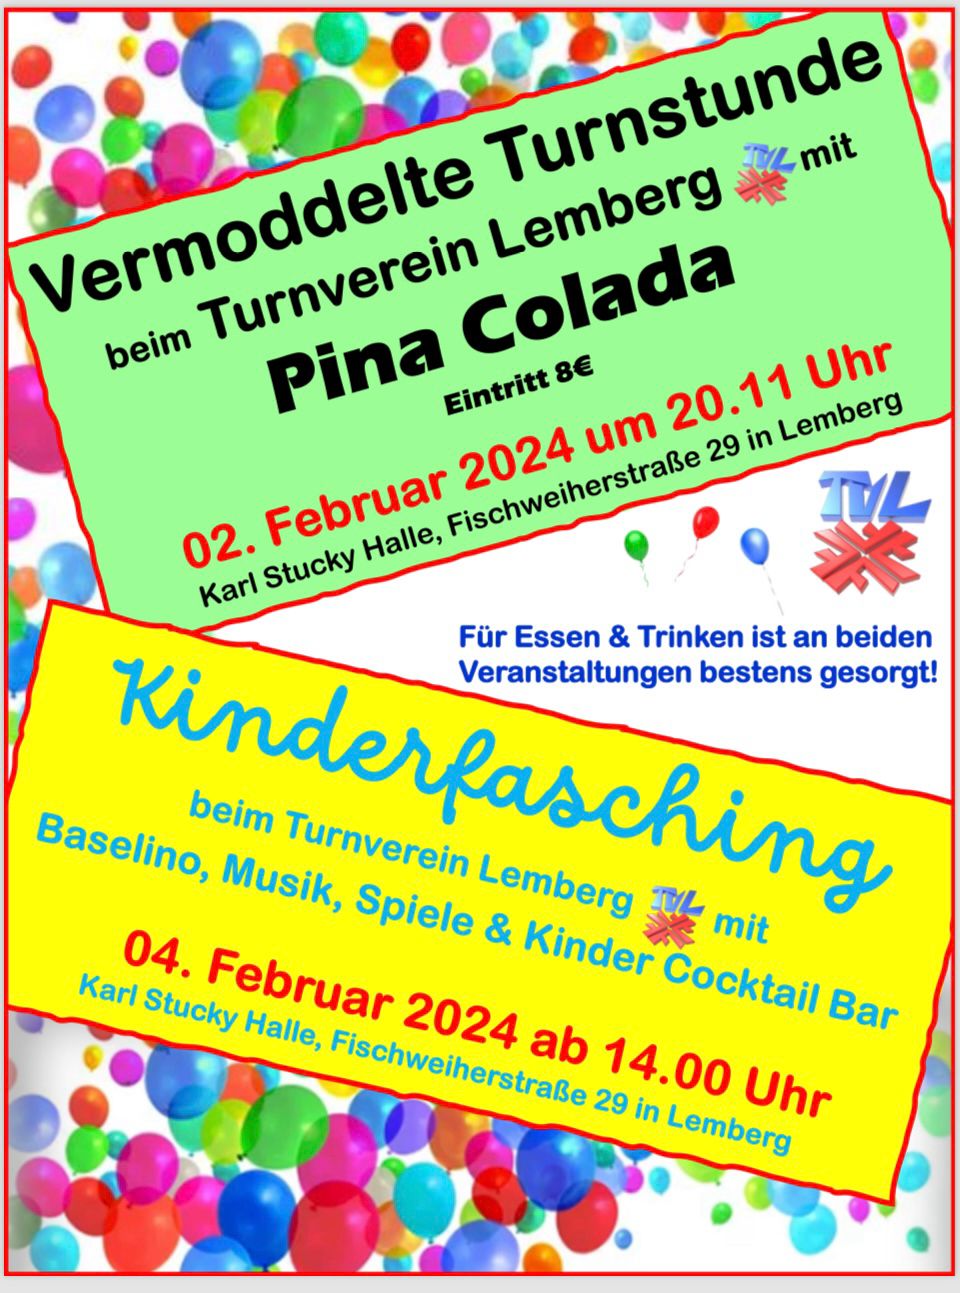 Vermoddelte Turnstunde
beim Turnverein Lemberg TVL mit
Pina Colada
Eintritt 8€
02. Februar 2024 um 20.11 Uhr
Karl Stucky Halle, Fischweiherstraße 29 in Lemberg
TVL
Für Essen & Trinken ist an beiden
Veranstaltungen bestens gesorgt!
Kinderfasching
beim Turnverein Lemberg TVL mit
Baselino, Musik, Spiele & Kinder Cocktail Bar
04. Februar 2024 ab 14.00 Uhr
Karl Stucky Halle, Fischweiherstraße 29 in Lemberg